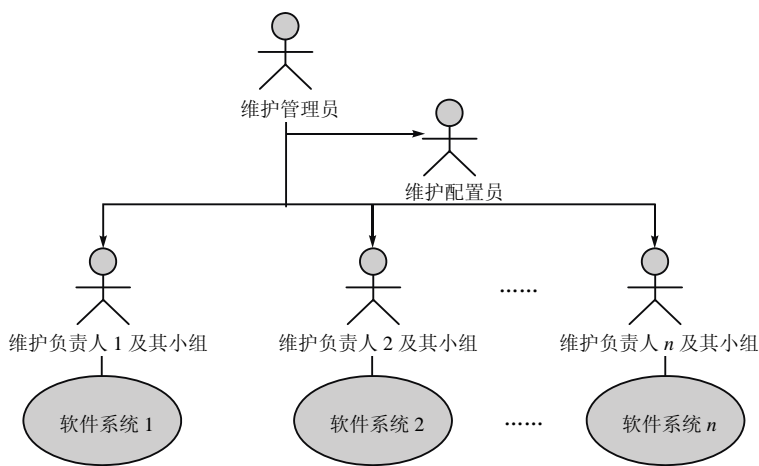 维护管理员
维护配置员
……
维护负责人 1 及其小组
维护负责人 2 及其小组
维护负责人 n 及其小组
软件系统 1
软件系统 2
……
软件系统 n